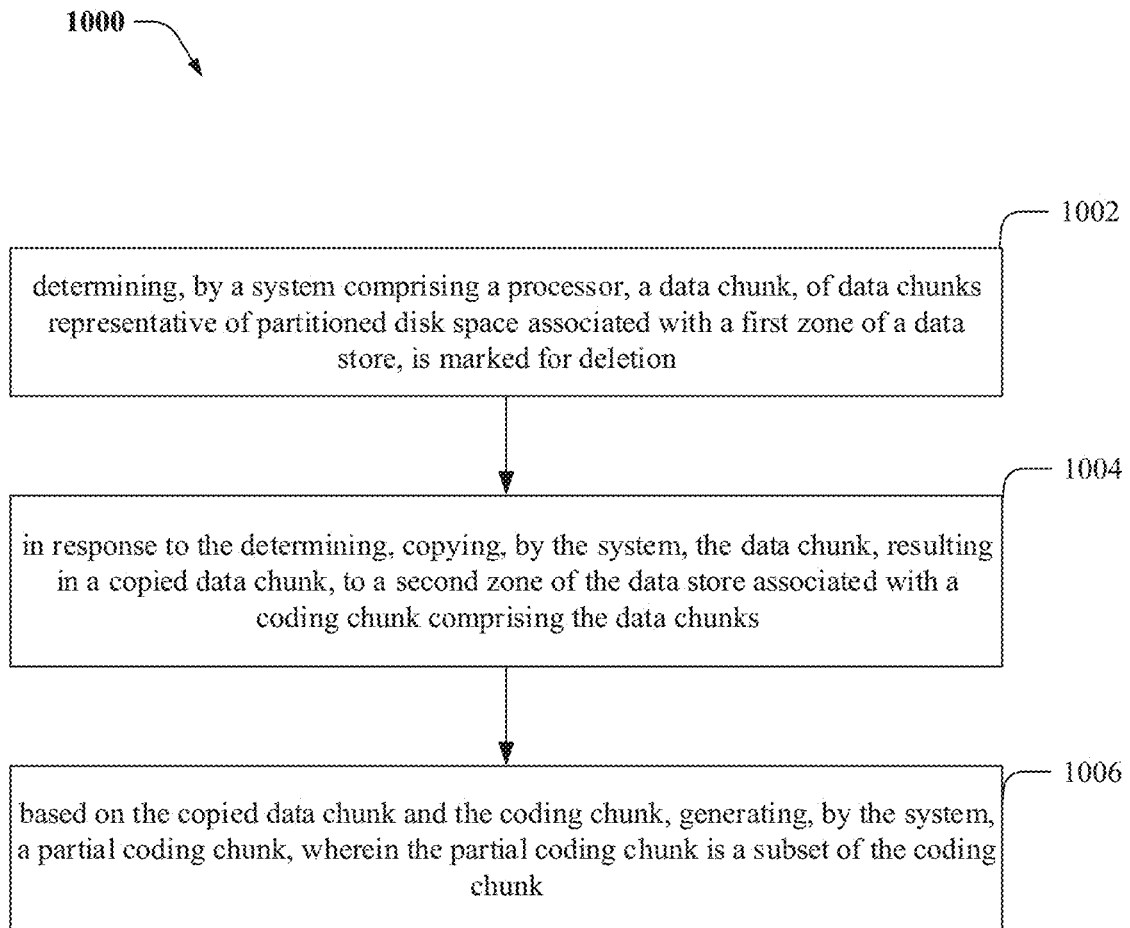 1000
1002
determining, by a system comprising a processor, a data chunk, of data chunks
representative of partitioned disk space associated with a first zone of a data
store, is marked for deletion
1004
in response to the determining, copying, by the system, the data chunk, resulting
in a copied data chunk, to a second zone of the data store associated with a
coding chunk comprising the data chunks
1006
based on the copied data chunk and the coding chunk, generating, by the system,
a partial coding chunk, wherein the partial coding chunk is a subset of the coding
chunk